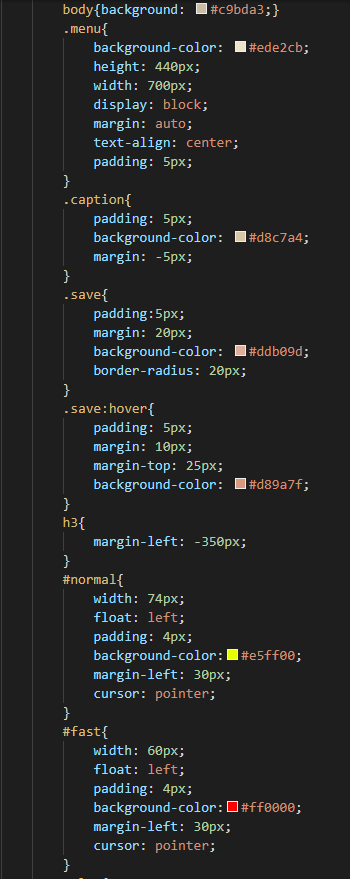 body{background: #c9bda3;}
.menu{
background-color: #ede2cb;
height: 440px;
width: 700px;
display: block;
margin: auto;
text-align: center;
padding: 5px;
}
.caption{
padding: 5px;
background-color: #d8c7a4;
margin: -5px;
}
.save{
padding:5px;
margin: 20px;
background-color: #ddb09d;
border-radius: 20px;
}
.save:hover{
padding: 5px;
margin: 10px;
margin-top: 25px;
background-color: #d89a7f;
}
h3{
margin-left: -350px;
}
#normal{
width: 74px;
float: left;
padding: 4px;
background-color:#e5ff00;
margin-left: 30px;
cursor: pointer;
}
#fast{
width: 60px;
float: left;
padding: 4px;
background-color:#ff0000;
margin-left: 30px;
cursor: pointer;
}